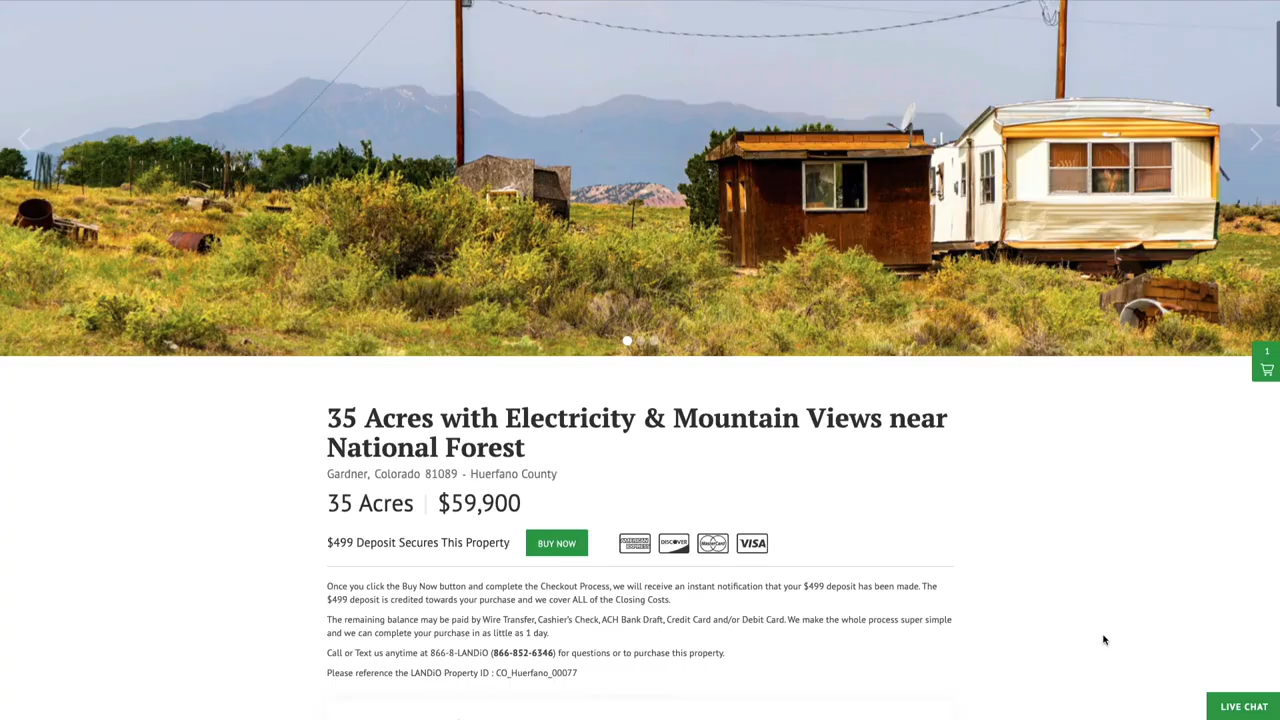 1
35 Acres with Electricity & Mountain Views near
National Forest
Gardner, Colorado 81089 - Huerfano County
35 Acres | $59,900
$499 Deposit Secures This Property BUY NOW AMERICAN EXPRESS DISCOVER MasterCard VISA
Once you click the Buy Now button and complete the Checkout Process, we will receive an instant notification that your $499 deposit has been made. The
$499 deposit is credited towards your purchase and we cover ALL of the Closing Costs.
The remaining balance may be paid by Wire Transfer, Cashier's Check, ACH Bank Draft, Credit Card and/or Debit Card. We make the whole process super simple
and we can complete your purchase in as little as 1 day.
Call or Text us anytime at 866-8-LANDiO (866-852-6346) for questions or to purchase this property.
Please reference the LANDiO Property ID : CO_Huerfano_00077
LIVE CHAT